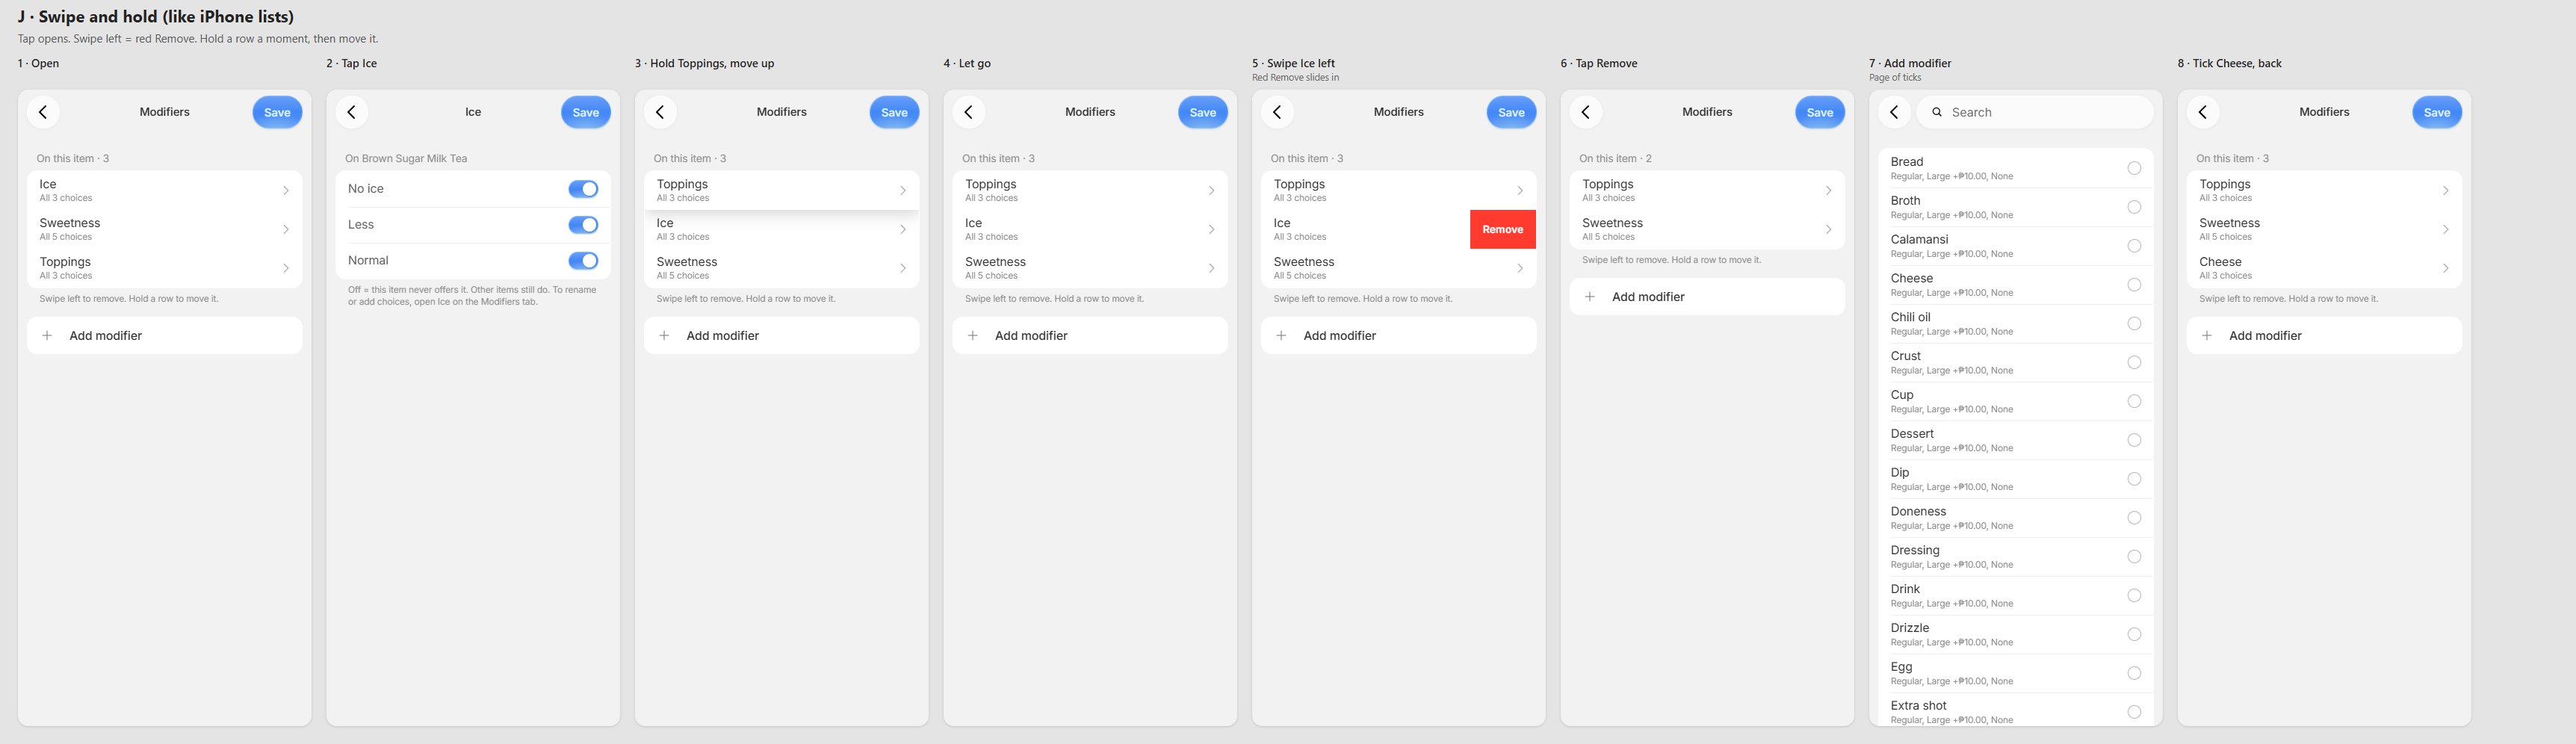 J · Swipe and hold (like iPhone lists)
Tap opens. Swipe left = red Remove. Hold a row a moment, then move it.
1 · Open
Modifiers
Save
On this item · 3
Ice
All 3 choices
Sweetness
All 5 choices
Toppings
All 3 choices
Swipe left to remove. Hold a row to move it.
+ Add modifier
2 · Tap Ice
Ice
Save
On Brown Sugar Milk Tea
No ice
Less
Normal
Off = this item never offers it. Other items still do. To rename
or add choices, open Ice on the Modifiers tab.
3 · Hold Toppings, move up
Modifiers
Save
On this item · 3
Toppings
All 3 choices
Ice
All 3 choices
Sweetness
All 5 choices
Swipe left to remove. Hold a row to move it.
+ Add modifier
4 · Let go
Modifiers
Save
On this item · 3
Toppings
All 3 choices
Ice
All 3 choices
Sweetness
All 5 choices
Swipe left to remove. Hold a row to move it.
+ Add modifier
5 · Swipe Ice left
Red Remove slides in
Modifiers
Save
On this item · 3
Toppings
All 3 choices
Ice
All 3 choices
Remove
Sweetness
All 5 choices
Swipe left to remove. Hold a row to move it.
+ Add modifier
6 · Tap Remove
Modifiers
Save
On this item · 2
Toppings
All 3 choices
Sweetness
All 5 choices
Swipe left to remove. Hold a row to move it.
+ Add modifier
7 · Add modifier
Page of ticks
Search
Bread
Regular, Large +₱10.00, None
Broth
Regular, Large +₱10.00, None
Calamansi
Regular, Large +₱10.00, None
Cheese
Regular, Large +₱10.00, None
Chili oil
Regular, Large +₱10.00, None
Crust
Regular, Large +₱10.00, None
Cup
Regular, Large +₱10.00, None
Dessert
Regular, Large +₱10.00, None
Dip
Regular, Large +₱10.00, None
Doneness
Regular, Large +₱10.00, None
Dressing
Regular, Large +₱10.00, None
Drink
Regular, Large +₱10.00, None
Drizzle
Regular, Large +₱10.00, None
Egg
Regular, Large +₱10.00, None
Extra shot
Regular, Large +₱10.00, None
8 · Tick Cheese, back
Modifiers
Save
On this item · 3
Toppings
All 3 choices
Sweetness
All 5 choices
Cheese
All 3 choices
Swipe left to remove. Hold a row to move it.
+ Add modifier